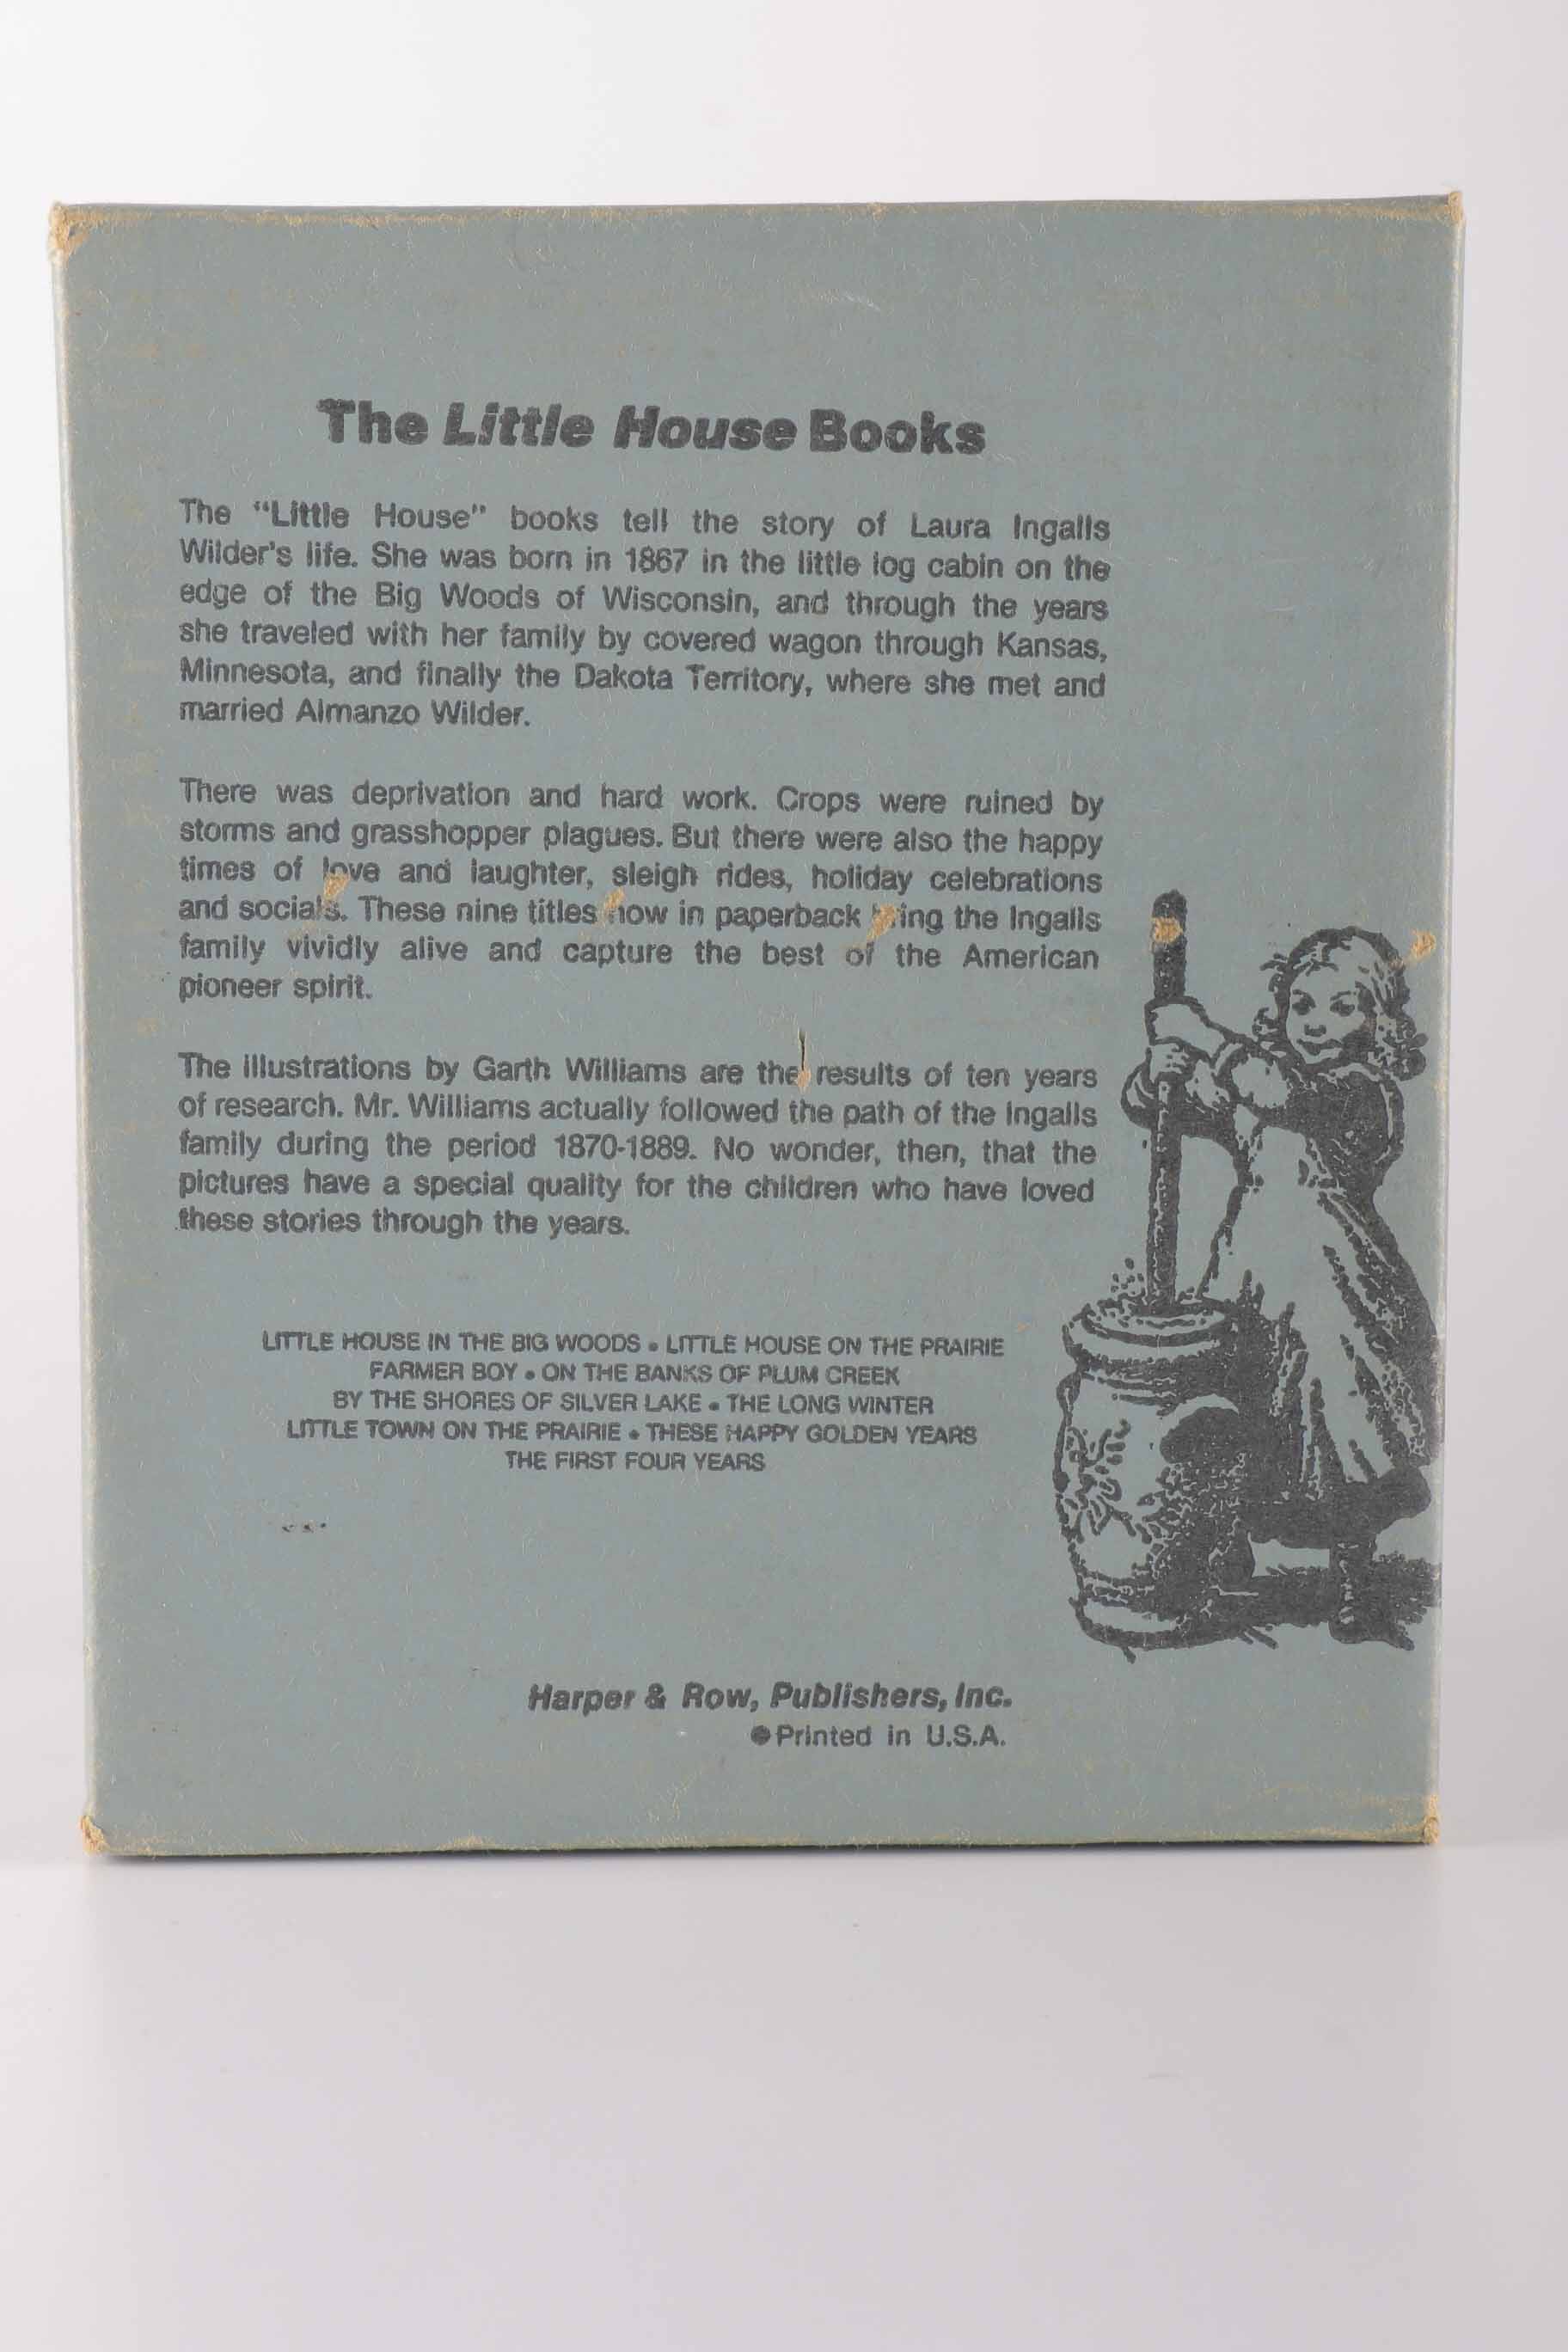 The Little House Books
The "Little House" books tell the story of Laura Ingalls
Wilder's life. She was born in 1867 in the little log cabin on the
edge of the Big Woods of Wisconsin, and through the years
she traveled with her family by covered wagon through Kansas,
Minnesota, and finally the Dakota Territory, where she met and
married Almanzo Wilder.
There was deprivation and hard work. Crops were ruined by
storms and grasshopper plagues. But there were also the happy
times of love and laughter, sleigh rides, holiday celebrations
and socials. These nine titles now in paperback bring the Ingalls
family vividly alive and capture the best of the American
pioneer spirit.
The illustrations by Garth Williams are the results of ten years
of research. Mr. Williams actually followed the path of the Ingalls
family during the period 1870-1889. No wonder, then, that the
pictures have a special quality for the children who have loved
these stories through the years.
LITTLE HOUSE IN THE BIG WOODS • LITTLE HOUSE ON THE PRAIRIE
FARMER BOY • ON THE BANKS OF PLUM CREEK
BY THE SHORES OF SILVER LAKE • THE LONG WINTER
LITTLE TOWN ON THE PRAIRIE • THESE HAPPY GOLDEN YEARS
THE FIRST FOUR YEARS
Harper & Row, Publishers, Inc.
● Printed in U.S.A.